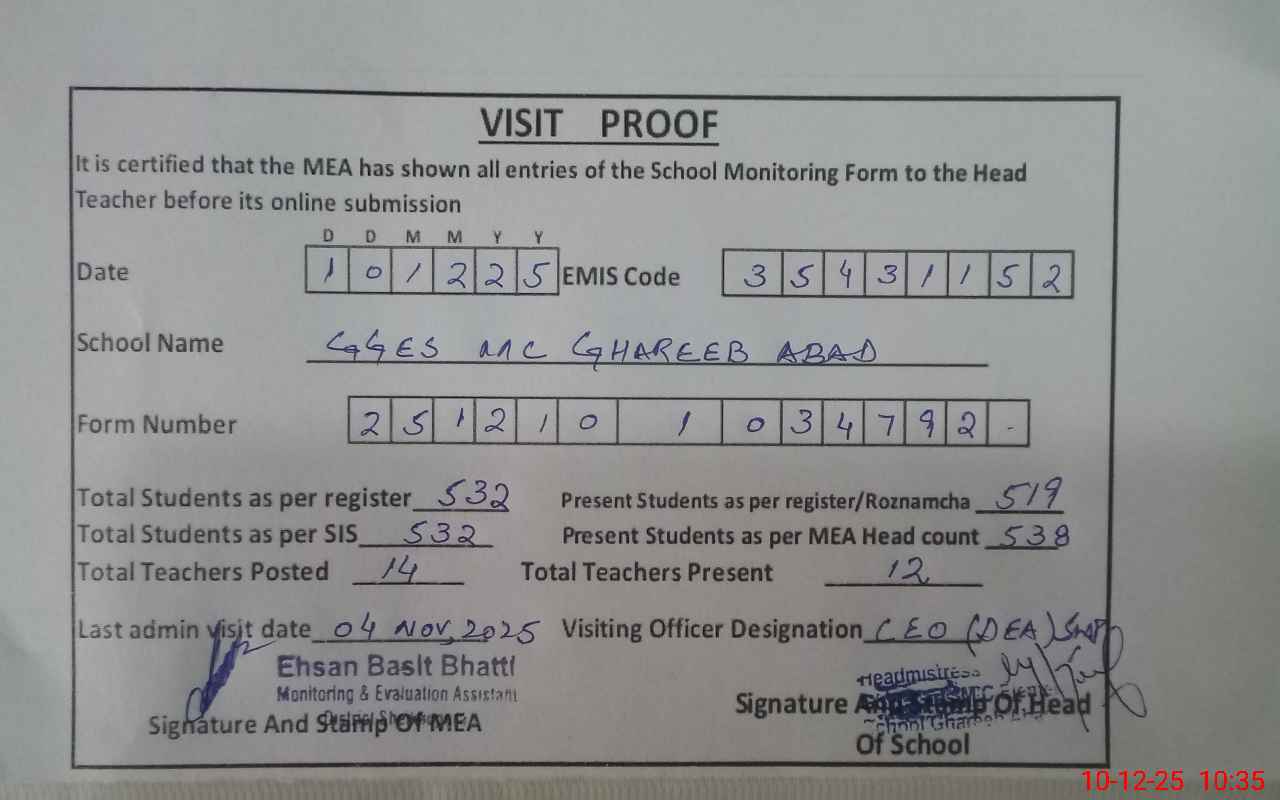 VISIT PROOF
It is certified that the MEA has shown all entries of the School Monitoring Form to the Head
Teacher before its online submission
D D M M Y Y
Date 1 0 1 2 2 5 EMIS Code 3 5 4 3 1 1 5 2
School Name GGES MC GHAREEB ABAD
Form Number 2 5 1 2 1 0 1 0 3 4 7 9 2 -
Total Students as per register 532 Present Students as per register/Roznamcha 519
Total Students as per SIS 532 Present Students as per MEA Head count 538
Total Teachers Posted 14 Total Teachers Present 12
Last admin visit date 04 Nov, 2025 Visiting Officer Designation CEO (DEA)
Ehsan Basit Bhatti
Monitoring & Evaluation Assistant
Signature And Stamp Of MEA
Headmistress
Signature And Stamp Of Head
School Ghareeb
Of School
10-12-25 10:35